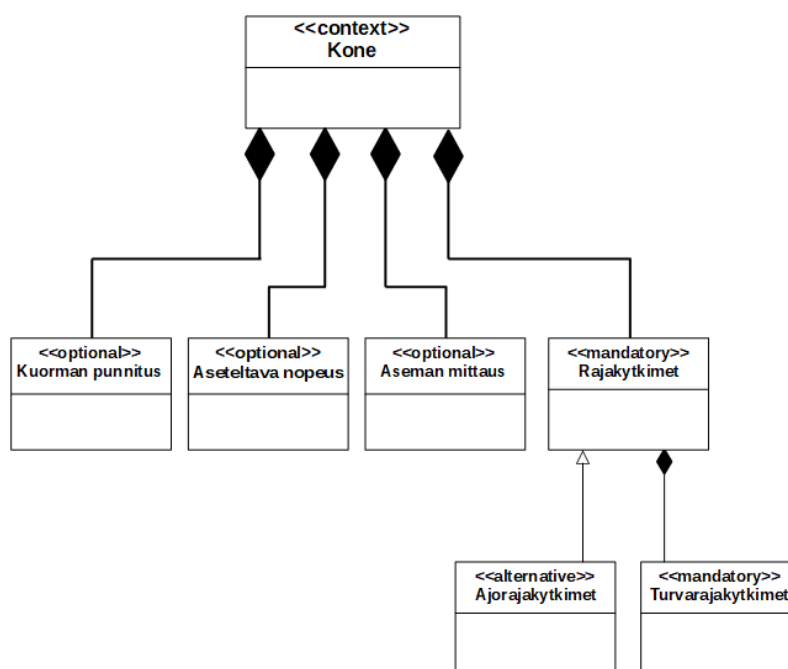 <<context>>
Kone
<<optional>>
Kuorman punnitus
<<optional>>
Aseteltava nopeus
<<optional>>
Aseman mittaus
<<mandatory>>
Rajakytkimet
<<alternative>>
Ajorajakytkimet
<<mandatory>>
Turvarajakytkimet